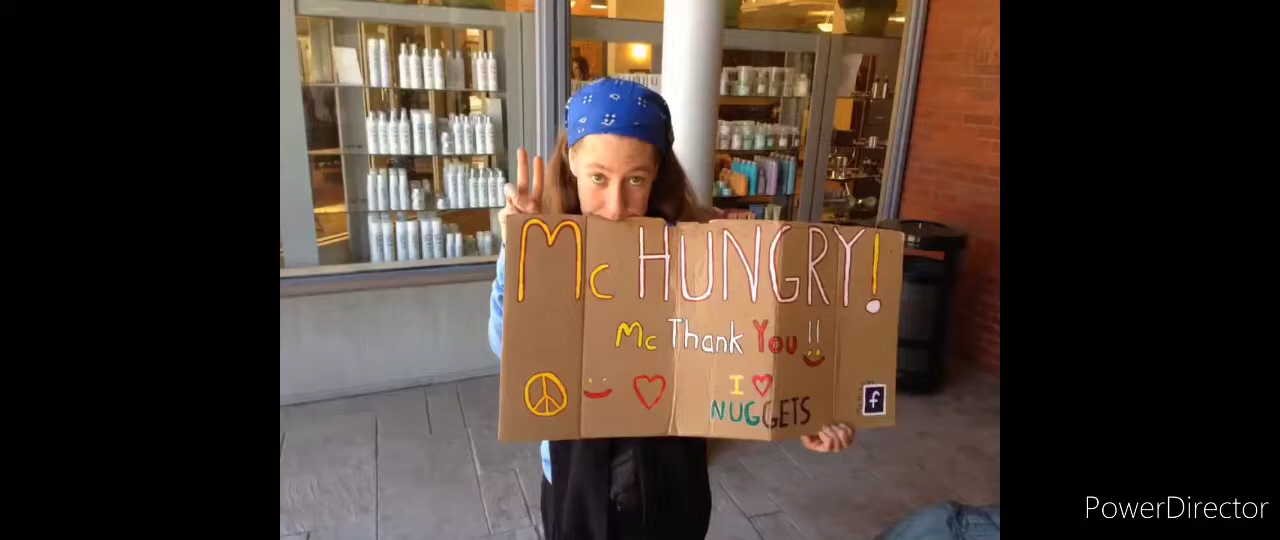 Mc HUNGRY!
Mc Thank You!!
I ♥
NUGGETS
f
PowerDirector